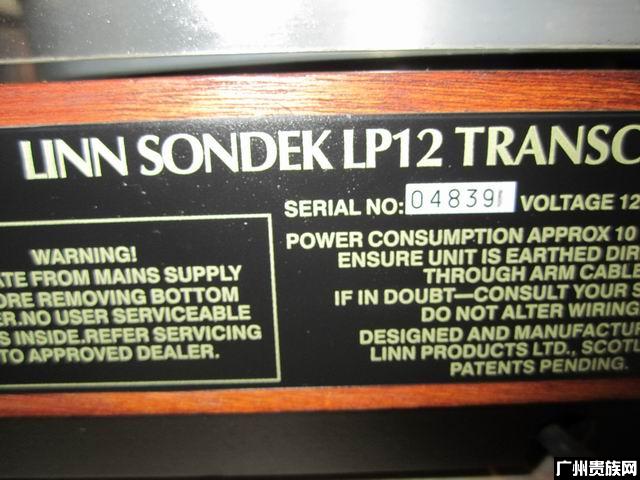 LINN SONDEK LP12 TRANSC
SERIAL NO: 04839 VOLTAGE 12
WARNING!
ATE FROM MAINS SUPPLY
ORE REMOVING BOTTOM
ER.NO USER SERVICEABLE
S INSIDE.REFER SERVICING
TO APPROVED DEALER.
POWER CONSUMPTION APPROX 10
ENSURE UNIT IS EARTHED DIR
THROUGH ARM CABLE
IF IN DOUBT—CONSULT YOUR S
DO NOT ALTER WIRING
DESIGNED AND MANUFACTU
LINN PRODUCTS LTD., SCOTL
PATENTS PENDING.
广州贵族网